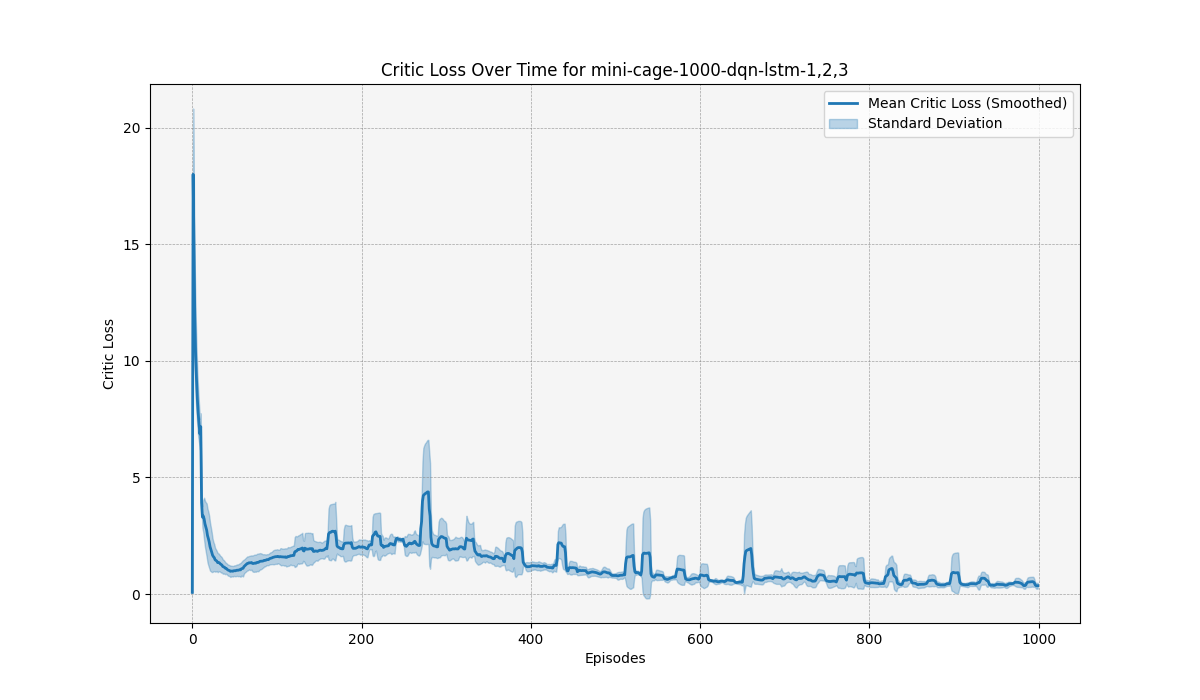 Critic Loss Over Time for mini-cage-1000-dqn-lstm-1,2,3
Mean Critic Loss (Smoothed)
Standard Deviation
20
15
10
5
0
Critic Loss
0 200 400 600 800 1000
Episodes